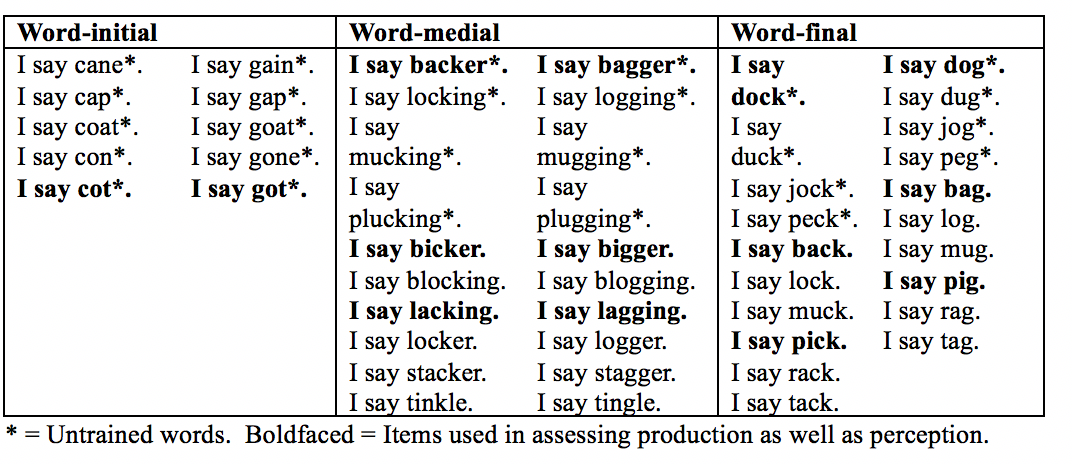 Word-initial Word-medial Word-final
I say cane*. I say gain*. I say backer*. I say bagger*. I say I say dog*.
I say cap*. I say gap*. I say locking*. I say logging*. dock*. I say dug*.
I say coat*. I say goat*. I say I say I say I say jog*.
I say con*. I say gone*. mucking*. mugging*. duck*. I say peg*.
I say cot*. I say got*. I say I say I say jock*. I say bag.
plucking*. plugging*. I say peck*. I say log.
I say bicker. I say bigger. I say back. I say mug.
I say blocking. I say blogging. I say lock. I say pig.
I say lacking. I say lagging. I say muck. I say rag.
I say locker. I say logger. I say pick. I say tag.
I say stacker. I say stagger. I say rack.
I say tinkle. I say tingle. I say tack.
* = Untrained words. Boldfaced = Items used in assessing production as well as perception.